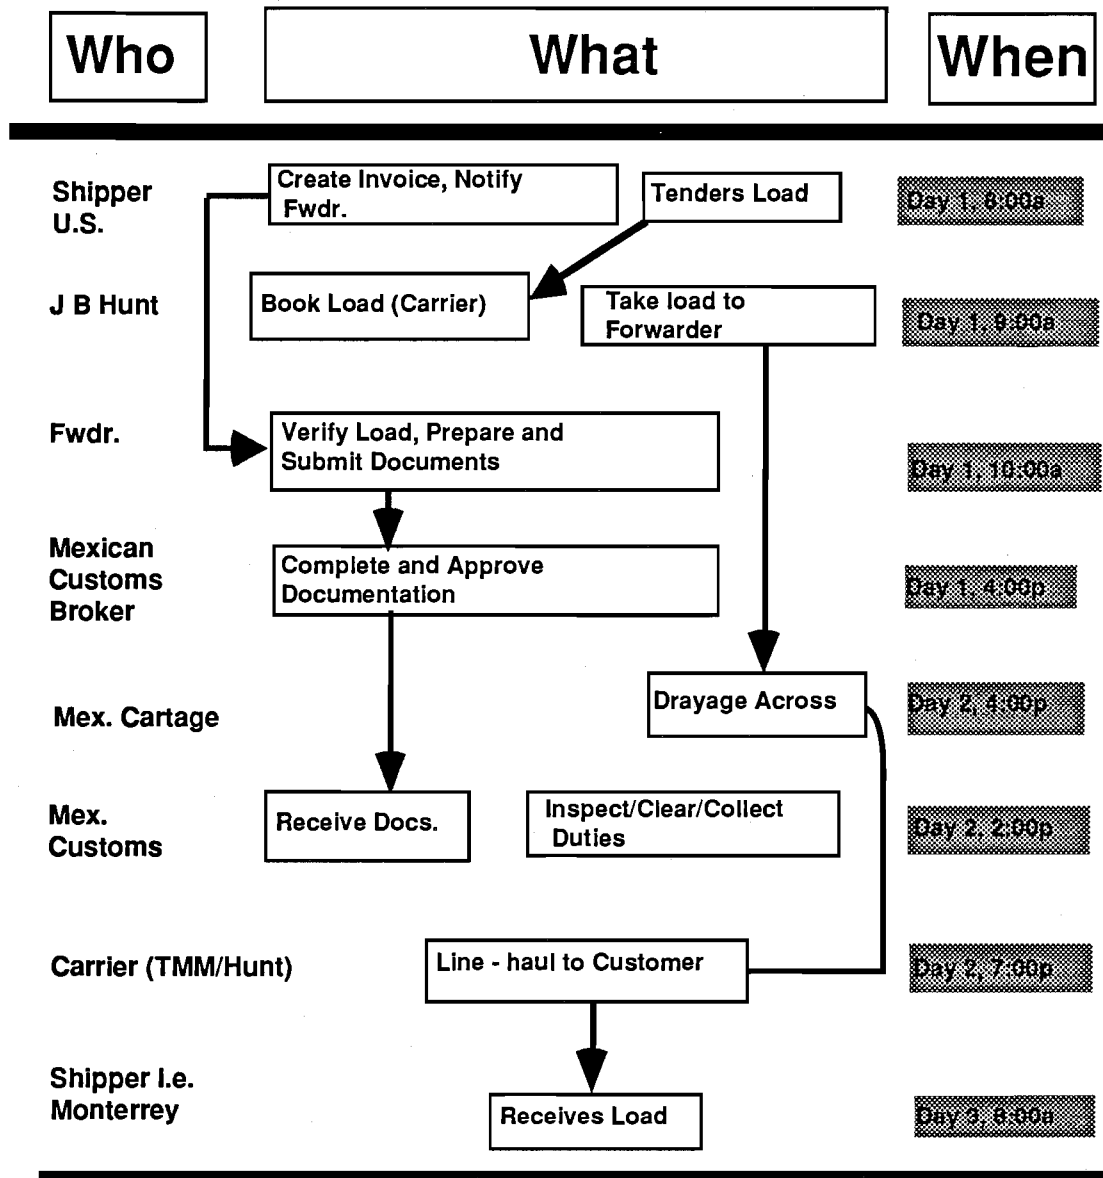 Who
What
When
Shipper
U.S.
Create Invoice, Notify
Fwdr.
Tenders Load
Day 1, 8:00a
J B Hunt
Book Load (Carrier)
Take load to
Forwarder
Day 1, 9:00a
Fwdr.
Verify Load, Prepare and
Submit Documents
Day 1, 10:00a
Mexican
Customs
Broker
Complete and Approve
Documentation
Day 1, 4:00p
Mex. Cartage
Drayage Across
Day 2, 4:00p
Mex.
Customs
Receive Docs.
Inspect/Clear/Collect
Duties
Day 2, 2:00p
Carrier (TMM/Hunt)
Line - haul to Customer
Day 2, 7:00p
Shipper i.e.
Monterrey
Receives Load
Day 3, 8:00a